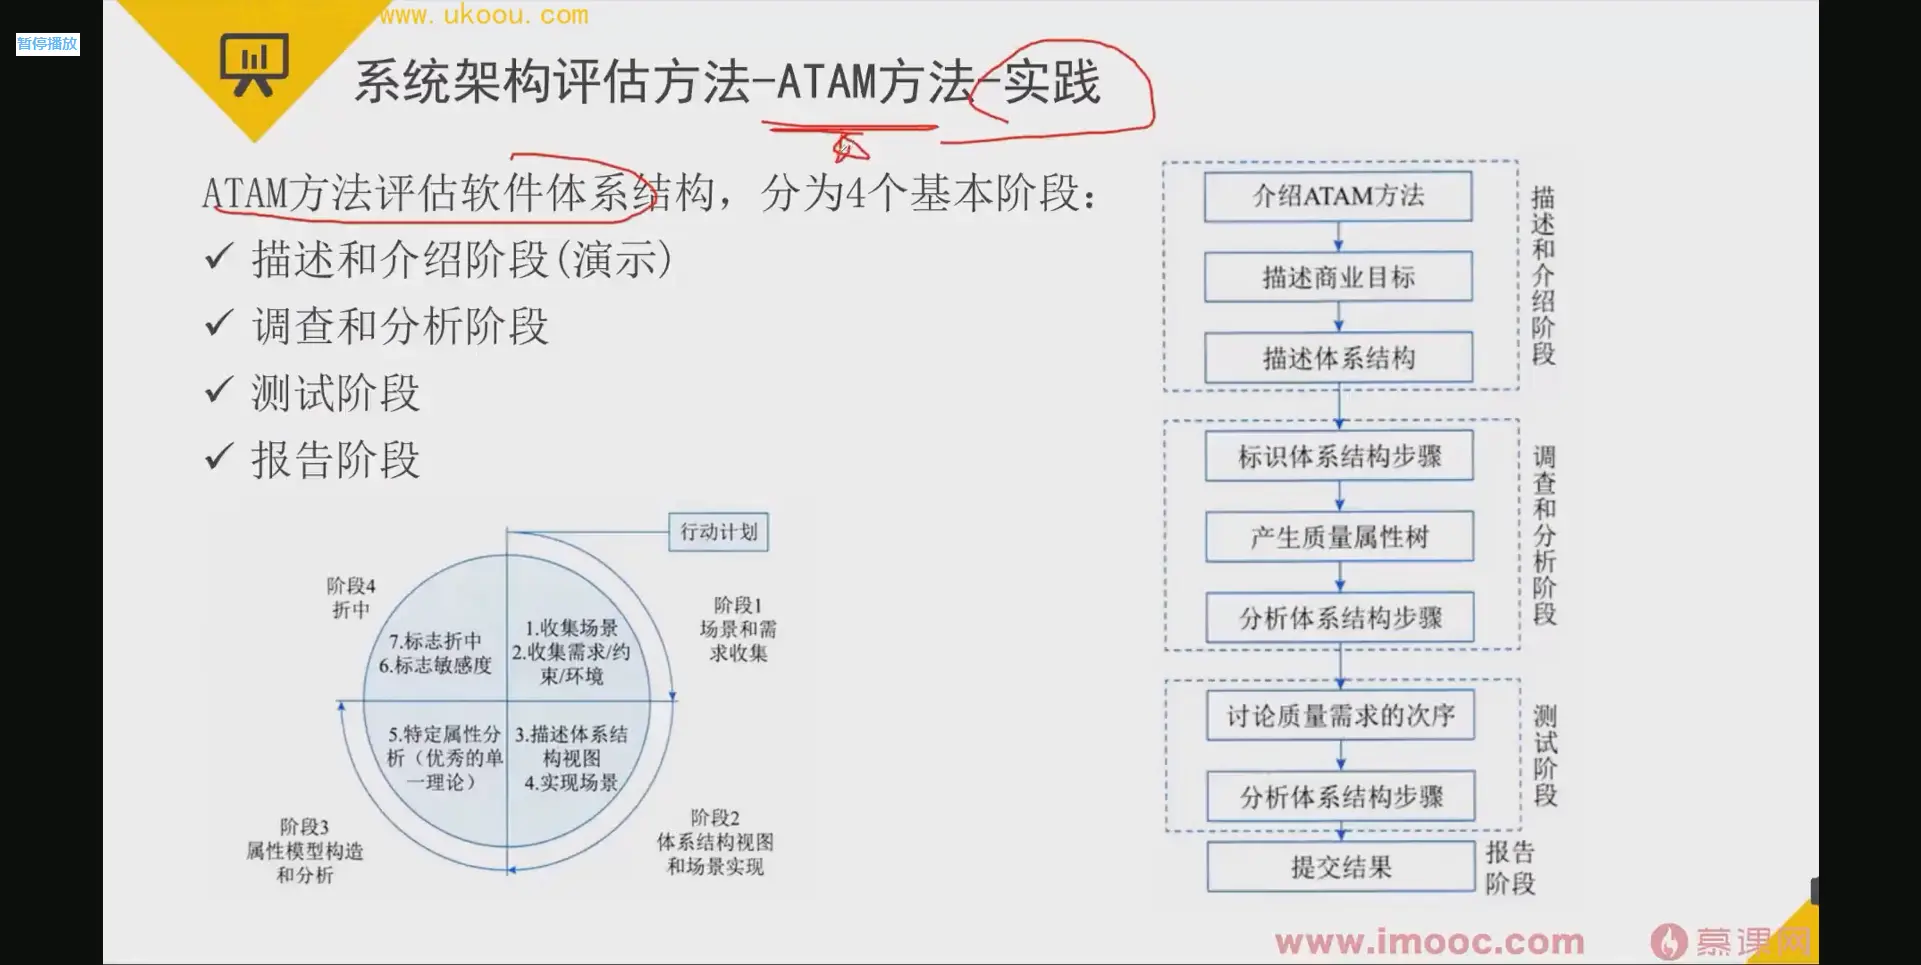 www.ukoou.com
暂停播放
系统架构评估方法-ATAM方法-实践
ATAM方法评估软件体系结构，分为4个基本阶段：
✓ 描述和介绍阶段(演示)
✓ 调查和分析阶段
✓ 测试阶段
✓ 报告阶段
行动计划
阶段4
折中
阶段1
场景和需
求收集
7.标志折中
6.标志敏感度
1.收集场景
2.收集需求/约
束/环境
5.特定属性分
析（优秀的单
一理论）
3.描述体系结
构视图
4.实现场景
阶段3
属性模型构造
和分析
阶段2
体系结构视图
和场景实现
介绍ATAM方法
描述商业目标
描述体系结构
描述和介绍阶段
标识体系结构步骤
产生质量属性树
分析体系结构步骤
调查和分析阶段
讨论质量需求的次序
分析体系结构步骤
测试阶段
提交结果
报告
阶段
www.imooc.com
慕课网